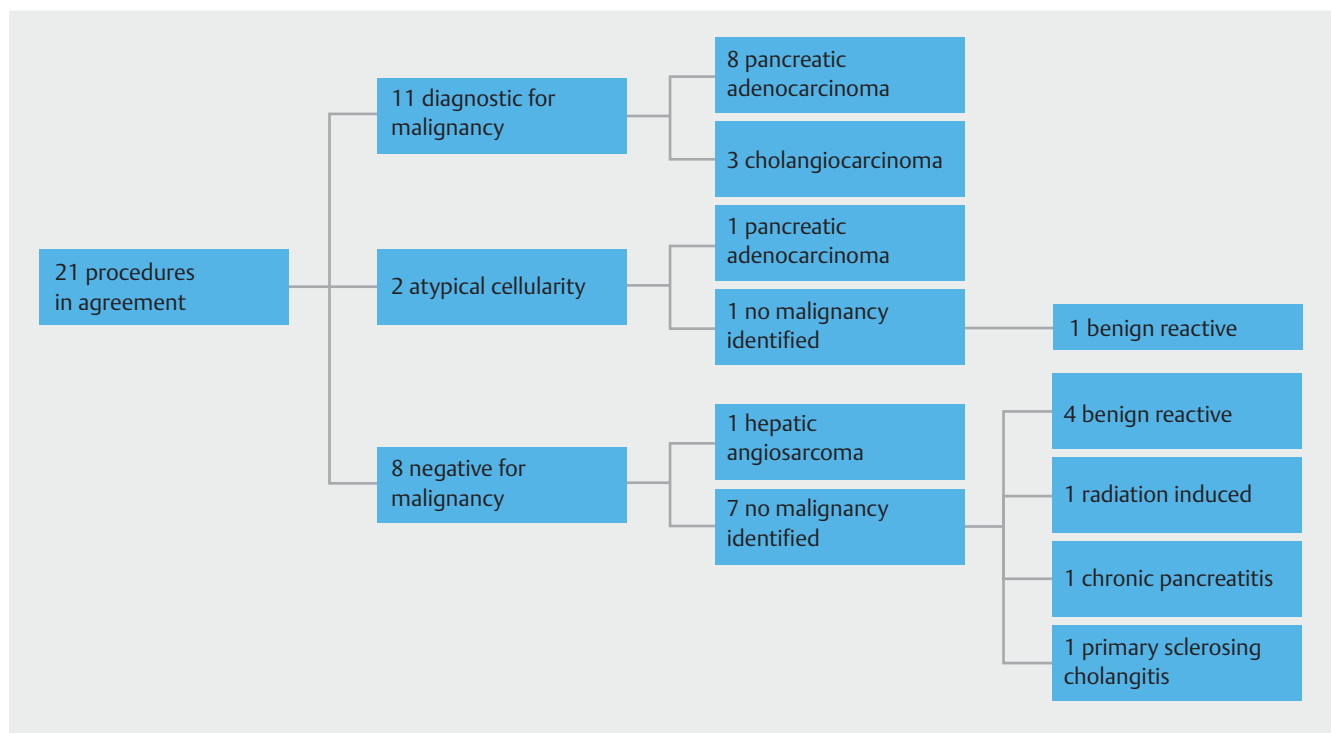 21 procedures
in agreement
11 diagnostic for
malignancy
8 pancreatic
adenocarcinoma
3 cholangiocarcinoma
2 atypical cellularity
1 pancreatic
adenocarcinoma
1 no malignancy
identified
1 benign reactive
8 negative for
malignancy
1 hepatic
angiosarcoma
7 no malignancy
identified
4 benign reactive
1 radiation induced
1 chronic pancreatitis
1 primary sclerosing
cholangitis